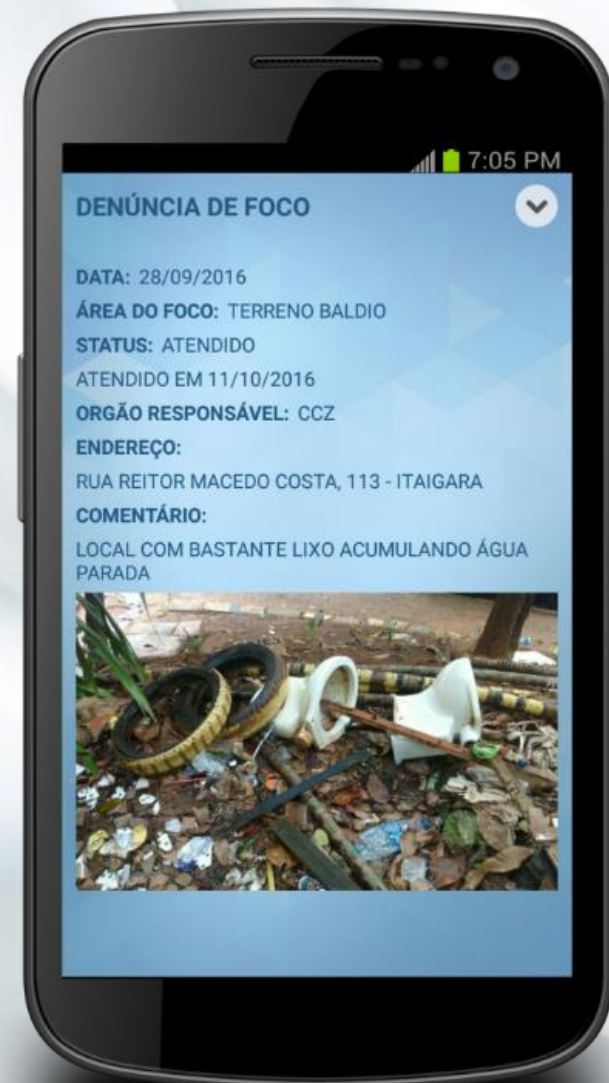 7:05 PM
DENÚNCIA DE FOCO
DATA: 28/09/2016
ÁREA DO FOCO: TERRENO BALDIO
STATUS: ATENDIDO
ATENDIDO EM 11/10/2016
ORGÃO RESPONSÁVEL: CCZ
ENDEREÇO:
RUA REITOR MACEDO COSTA, 113 - ITAIGARA
COMENTÁRIO:
LOCAL COM BASTANTE LIXO ACUMULANDO ÁGUA
PARADA